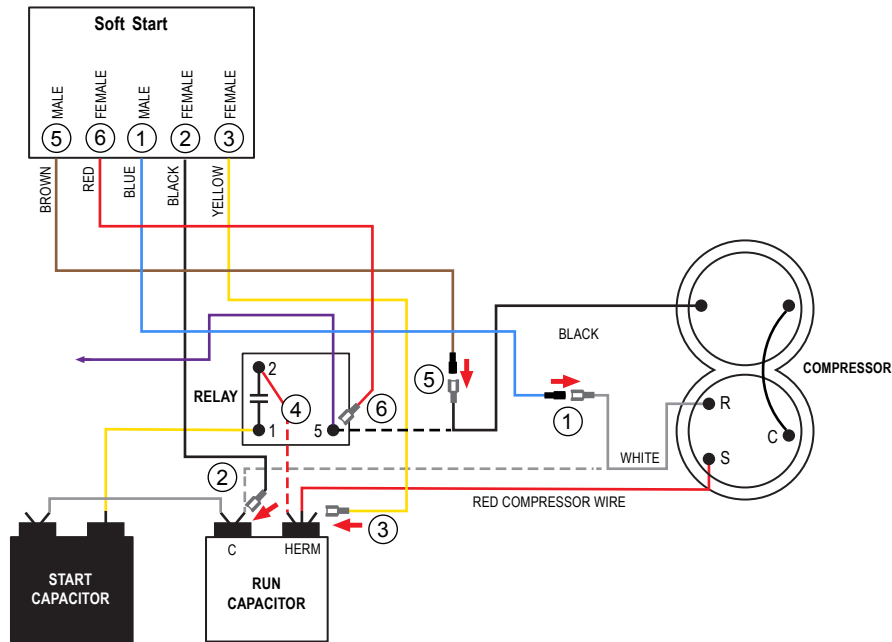 Soft Start
MALE
FEMALE
MALE
FEMALE
FEMALE
5
6
1
2
3
BROWN
RED
BLUE
BLACK
YELLOW
BLACK
COMPRESSOR
2
RELAY
4
6
5
1
5
1
R
C
WHITE
S
2
RED COMPRESSOR WIRE
3
C
HERM
START
CAPACITOR
RUN
CAPACITOR